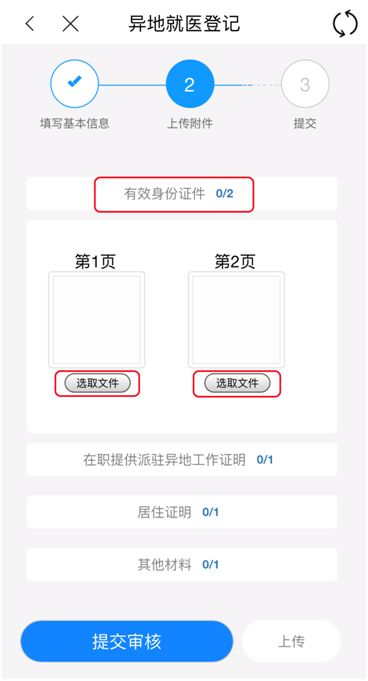 异地就医登记
2 3
填写基本信息 上传附件 提交
有效身份证件 0/2
第1页 第2页
选取文件 选取文件
在职提供派驻异地工作证明 0/1
居住证明 0/1
其他材料 0/1
提交审核 上传